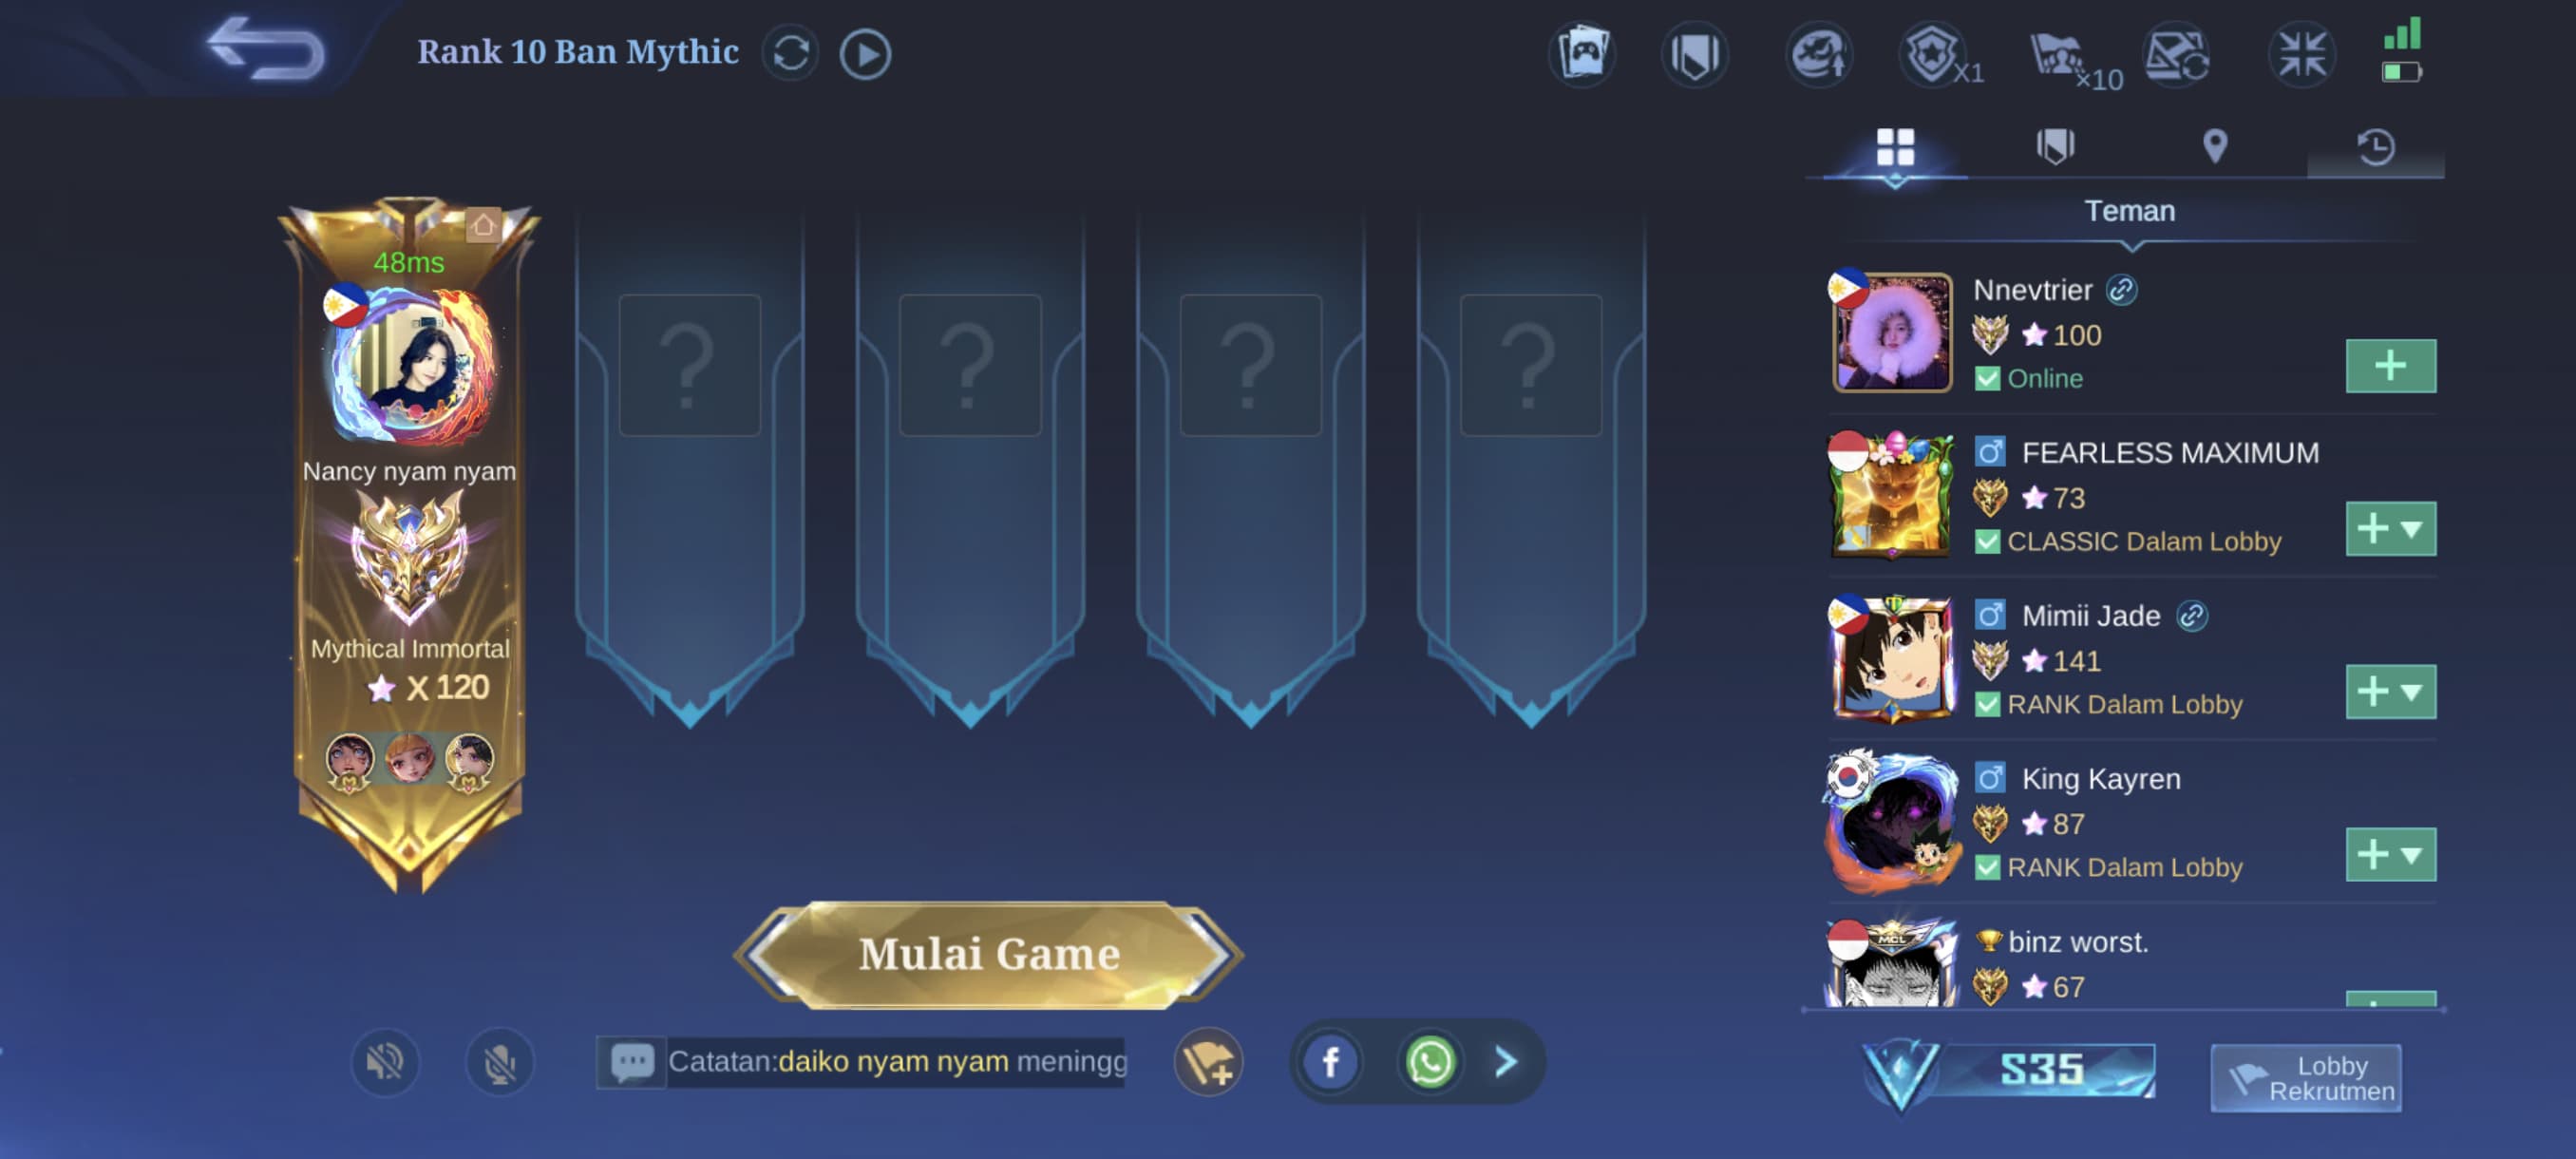 Rank 10 Ban Mythic
X1
×10
Teman
48ms
Nancy nyam nyam
Mythical Immortal
X 120
?
?
?
?
Nnevtrier
100
Online
FEARLESS MAXIMUM
73
CLASSIC Dalam Lobby
Mimii Jade
141
RANK Dalam Lobby
King Kayren
87
RANK Dalam Lobby
MCL
binz worst.
67
Mulai Game
Catatan:daiko nyam nyam meningg
S35
Lobby
Rekrutmen